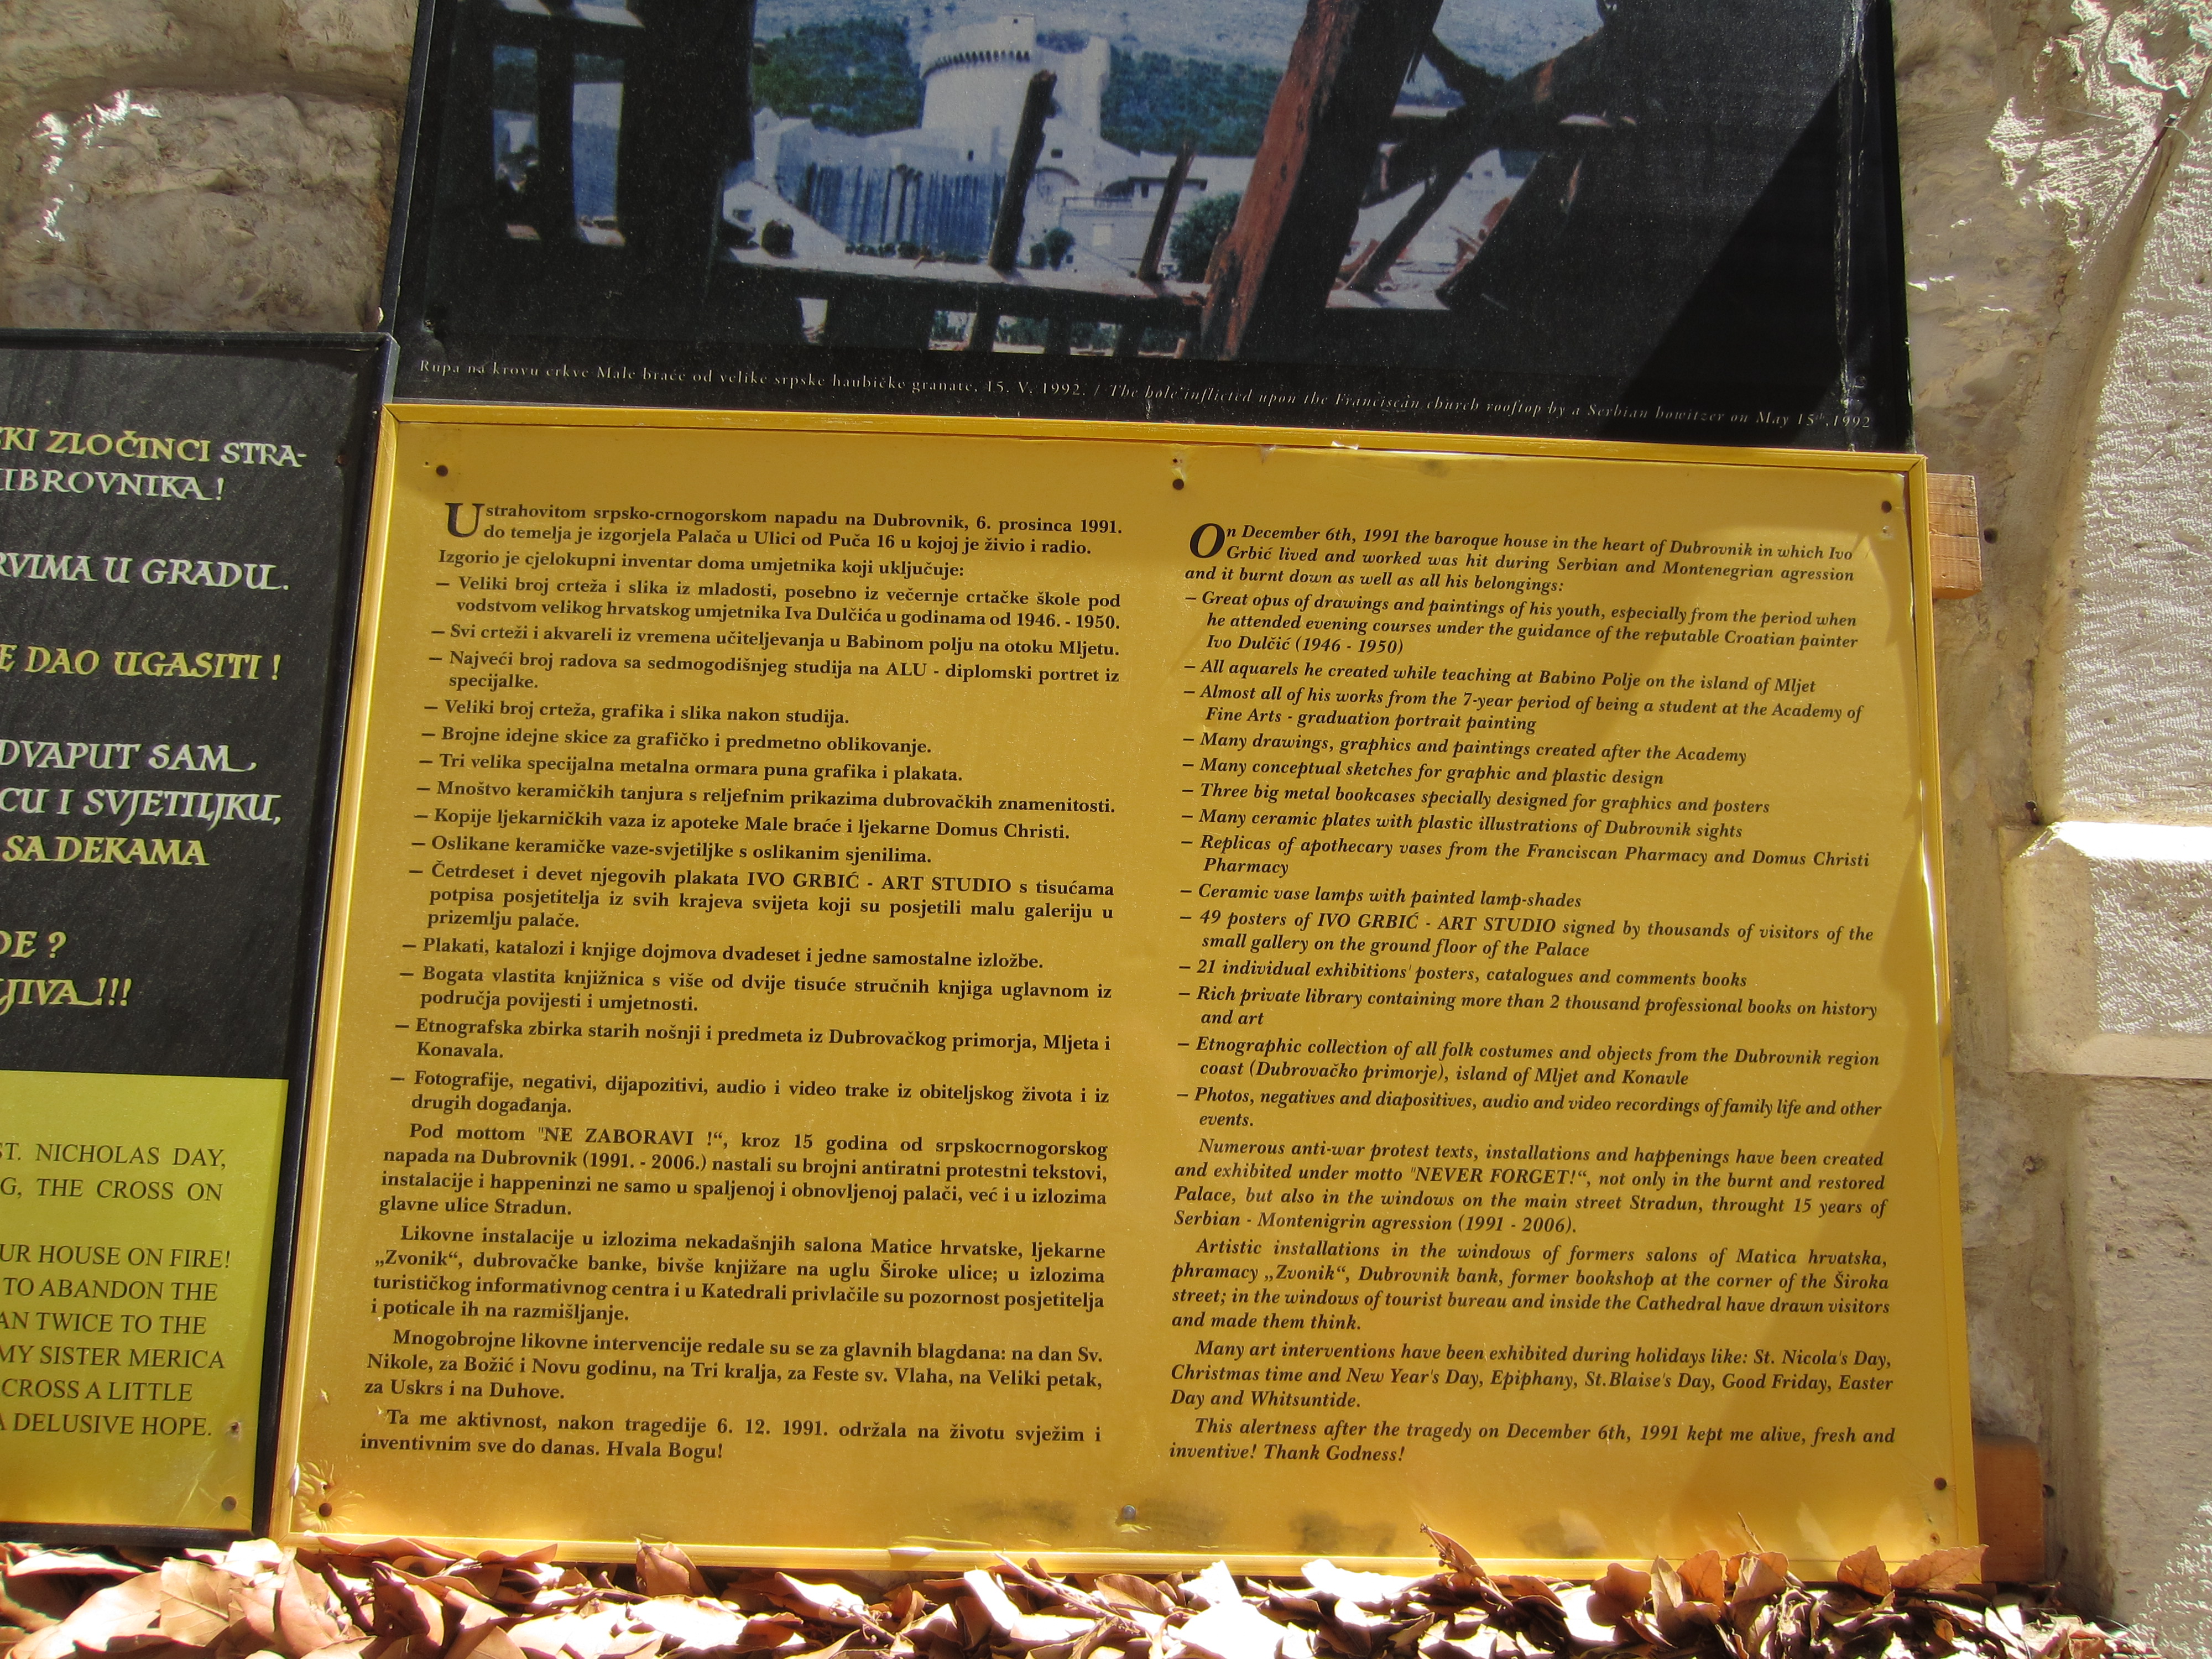 Rupa na krovu crkve Male braće od velike srpske haubičke granate, 15. V. 1992. / The hole inflicted upon the Franciscan church rooftop by a Serbian howitzer on May 15th, 1992
ZLOČINCI STRA-
!
U GRADU.
DAO UGASITI !
DVAPUT SAM
I SVJETILJKU,
SA DEKAMA
?
!!!
ST. NICHOLAS DAY,
THE CROSS ON
HOUSE ON FIRE!
TO ABANDON THE
TWICE TO THE
MY SISTER MERICA
CROSS A LITTLE
A DELUSIVE HOPE.
U strahovitom srpsko-crnogorskom napadu na Dubrovnik, 6. prosinca 1991.
do temelja je izgorjela Palača u Ulici od Puča 16 u kojoj je živio i radio.
Izgorio je cjelokupni inventar doma umjetnika koji uključuje:
– Veliki broj crteža i slika iz mladosti, posebno iz večernje crtačke škole pod
vodstvom velikog hrvatskog umjetnika Iva Dulčića u godinama od 1946. - 1950.
– Svi crteži i akvareli iz vremena učiteljevanja u Babinom polju na otoku Mljetu.
– Najveći broj radova sa sedmogodišnjeg studija na ALU - diplomski portret iz
specijalke.
– Veliki broj crteža, grafika i slika nakon studija.
– Brojne idejne skice za grafičko i predmetno oblikovanje.
– Tri velika specijalna metalna ormara puna grafika i plakata.
– Mnoštvo keramičkih tanjura s reljefnim prikazima dubrovačkih znamenitosti.
– Kopije ljekarničkih vaza iz apoteke Male braće i ljekarne Domus Christi.
– Oslikane keramičke vaze-svjetiljke s oslikanim sjenilima.
– Četrdeset i devet njegovih plakata IVO GRBIĆ - ART STUDIO s tisućama
potpisa posjetitelja iz svih krajeva svijeta koji su posjetili malu galeriju u
prizemlju palače.
– Plakati, katalozi i knjige dojmova dvadeset i jedne samostalne izložbe.
– Bogata vlastita knjižnica s više od dvije tisuće stručnih knjiga uglavnom iz
područja povijesti i umjetnosti.
– Etnografska zbirka starih nošnji i predmeta iz Dubrovačkog primorja, Mljeta i
Konavala.
– Fotografije, negativi, dijapozitivi, audio i video trake iz obiteljskog života i iz
drugih događanja.
Pod mottom "NE ZABORAVI !“, kroz 15 godina od srpskocrnogorskog
napada na Dubrovnik (1991. - 2006.) nastali su brojni antiratni protestni tekstovi,
instalacije i happeninzi ne samo u spaljenoj i obnovljenoj palači, već i u izlozima
glavne ulice Stradun.
Likovne instalacije u izlozima nekadašnjih salona Matice hrvatske, ljekarne
„Zvonik“, dubrovačke banke, bivše knjižare na uglu Široke ulice; u izlozima
turističkog informativnog centra i u Katedrali privlačile su pozornost posjetitelja
i poticale ih na razmišljanje.
Mnogobrojne likovne intervencije redale su se za glavnih blagdana: na dan Sv.
Nikole, za Božić i Novu godinu, na Tri kralja, za Feste sv. Vlaha, na Veliki petak,
za Uskrs i na Duhove.
Ta me aktivnost, nakon tragedije 6. 12. 1991. održala na životu svježim i
inventivnim sve do danas. Hvala Bogu!
On December 6th, 1991 the baroque house in the heart of Dubrovnik in which Ivo
Grbić lived and worked was hit during Serbian and Montenegrian agression
and it burnt down as well as all his belongings:
– Great opus of drawings and paintings of his youth, especially from the period when
he attended evening courses under the guidance of the reputable Croatian painter
Ivo Dulčić (1946 - 1950)
– All aquarels he created while teaching at Babino Polje on the island of Mljet
– Almost all of his works from the 7-year period of being a student at the Academy of
Fine Arts - graduation portrait painting
– Many drawings, graphics and paintings created after the Academy
– Many conceptual sketches for graphic and plastic design
– Three big metal bookcases specially designed for graphics and posters
– Many ceramic plates with plastic illustrations of Dubrovnik sights
– Replicas of apothecary vases from the Franciscan Pharmacy and Domus Christi
Pharmacy
– Ceramic vase lamps with painted lamp-shades
– 49 posters of IVO GRBIĆ - ART STUDIO signed by thousands of visitors of the
small gallery on the ground floor of the Palace
– 21 individual exhibitions' posters, catalogues and comments books
– Rich private library containing more than 2 thousand professional books on history
and art
– Etnographic collection of all folk costumes and objects from the Dubrovnik region
coast (Dubrovačko primorje), island of Mljet and Konavle
– Photos, negatives and diapositives, audio and video recordings of family life and other
events.
Numerous anti-war protest texts, installations and happenings have been created
and exhibited under motto "NEVER FORGET!“, not only in the burnt and restored
Palace, but also in the windows on the main street Stradun, throught 15 years of
Serbian - Montenigrin agression (1991 - 2006).
Artistic installations in the windows of formers salons of Matica hrvatska,
phramacy „Zvonik“, Dubrovnik bank, former bookshop at the corner of the Široka
street; in the windows of tourist bureau and inside the Cathedral have drawn visitors
and made them think.
Many art interventions have been exhibited during holidays like: St. Nicola's Day,
Christmas time and New Year's Day, Epiphany, St.Blaise's Day, Good Friday, Easter
Day and Whitsuntide.
This alertness after the tragedy on December 6th, 1991 kept me alive, fresh and
inventive! Thank Godness!